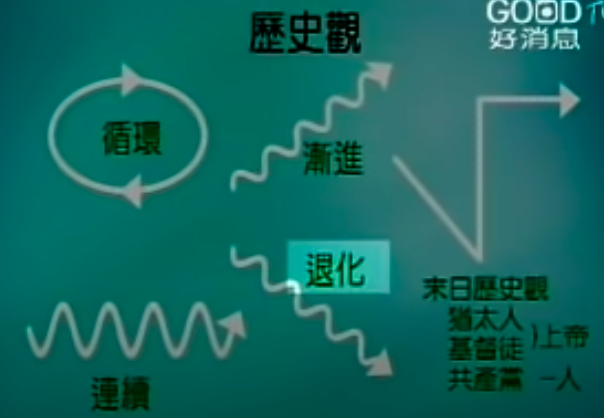 GOOD TV
好消息
歷史觀
循環
漸進
退化
連續
末日歷史觀
猶太人
基督徒 )上帝
共產黨 -人